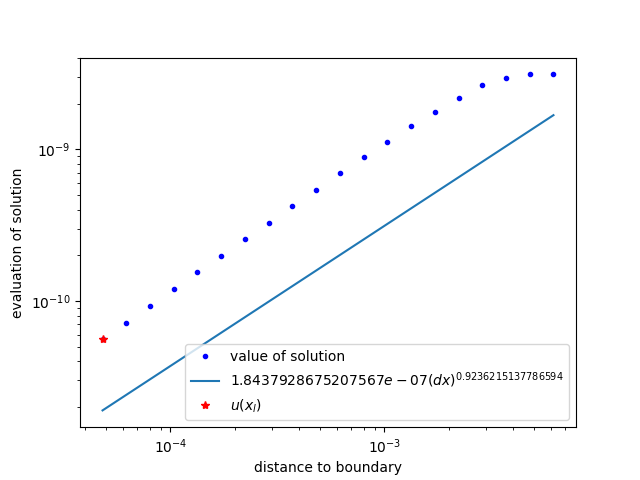 evaluation of solution
10⁻⁹
10⁻¹⁰
value of solution
1.8437928675207567e − 07(dx)^0.9236215137786594
u(x_I)
10⁻⁴
10⁻³
distance to boundary